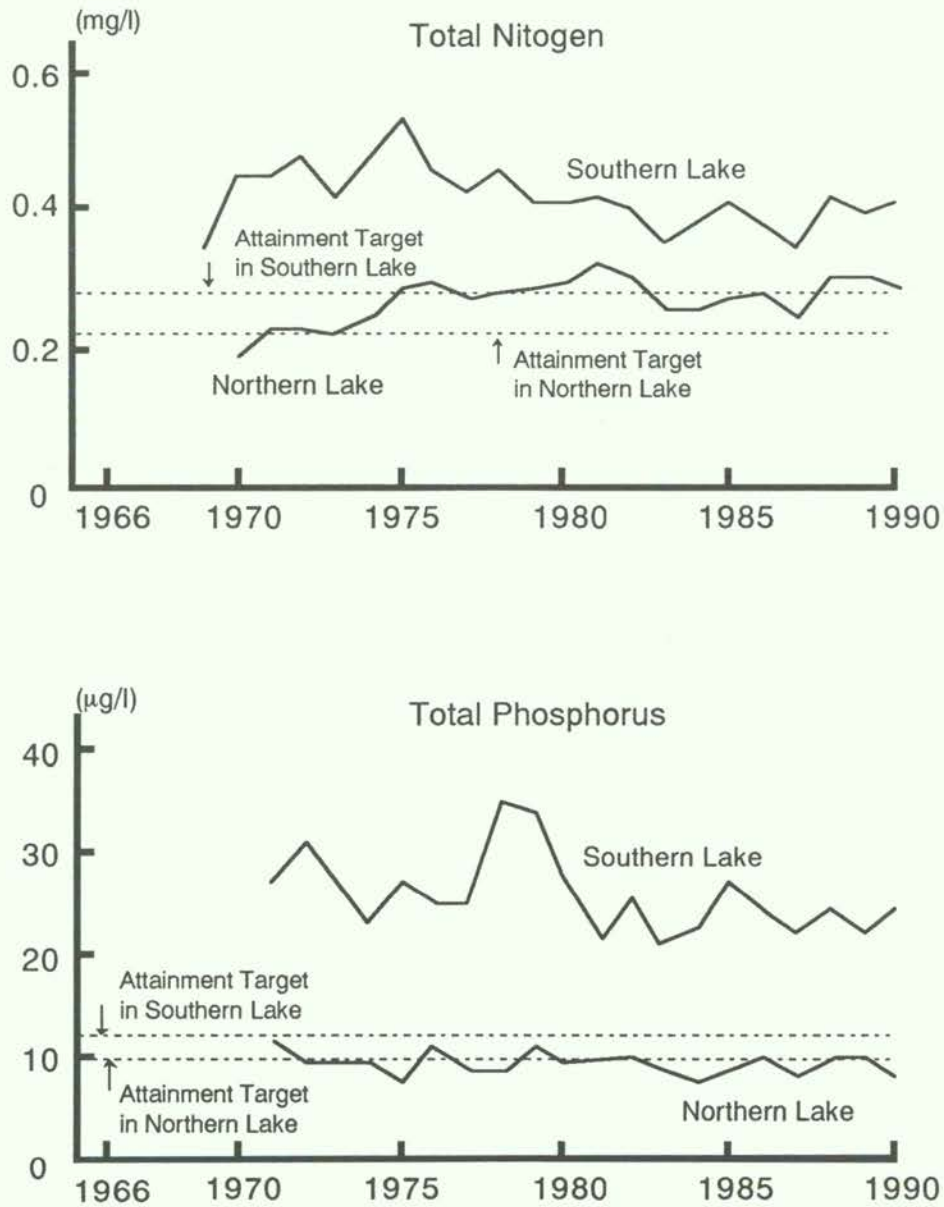 (mg/l)
Total Nitogen
0.6
Southern Lake
0.4
Attainment Target
↓ in Southern Lake
0.2
Northern Lake
↑ Attainment Target
in Northern Lake
0
1966 1970 1975 1980 1985 1990
(μg/l)
Total Phosphorus
40
30
Southern Lake
20
Attainment Target
↓ in Southern Lake
10
↑ Attainment Target
in Northern Lake
Northern Lake
0
1966 1970 1975 1980 1985 1990